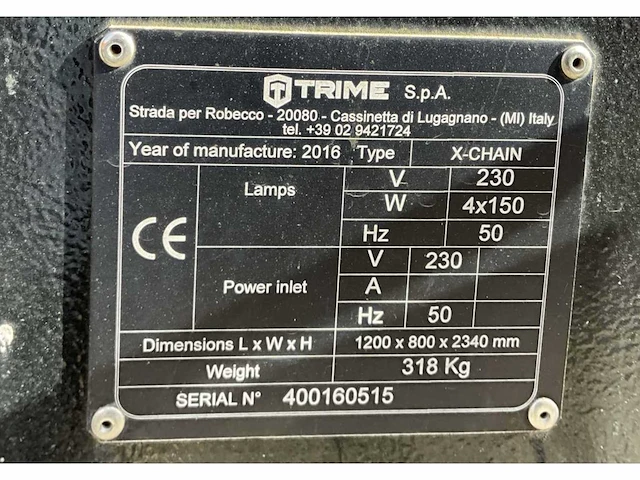 TRIME S.p.A.
Strada per Robecco - 20080 - Cassinetta di Lugagnano - (MI) Italy
tel. +39 02 9421724
Year of manufacture: 2016 Type X-CHAIN
CE
Lamps
V 230
W 4x150
Hz 50
Power inlet
V 230
A
Hz 50
Dimensions L x W x H 1200 x 800 x 2340 mm
Weight 318 Kg
SERIAL N° 400160515